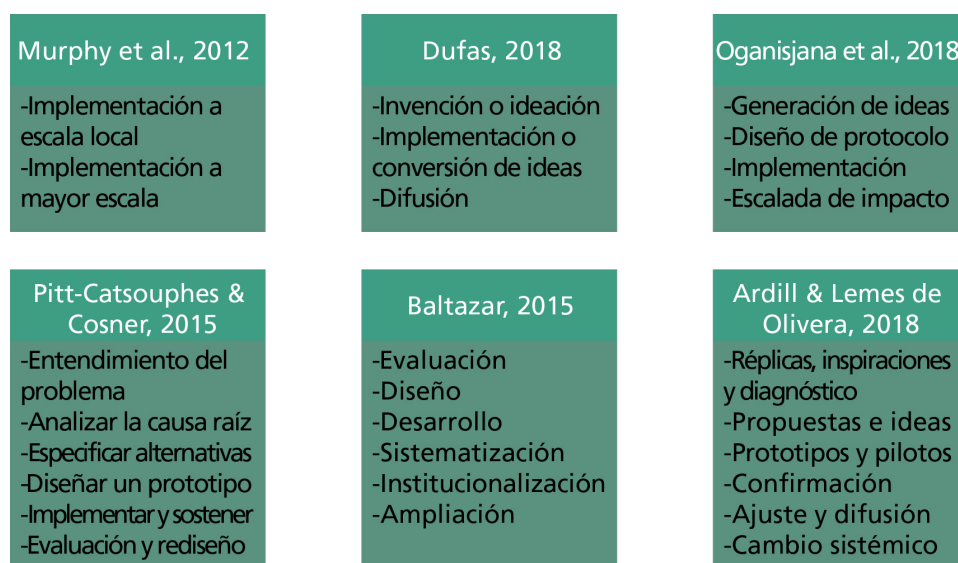 Murphy et al., 2012
-Implementación a
escala local
-Implementación a
mayor escala
Dufas, 2018
-Invención o ideación
-Implementación o
conversión de ideas
-Difusión
Oganisjana et al., 2018
-Generación de ideas
-Diseño de protocolo
-Implementación
-Escalada de impacto
Pitt-Catsouphes &
Cosner, 2015
-Entendimiento del
problema
-Analizar la causa raíz
-Especificar alternativas
-Diseñar un prototipo
-Implementar y sostener
-Evaluación y rediseño
Baltazar, 2015
-Evaluación
-Diseño
-Desarrollo
-Sistematización
-Institucionalización
-Ampliación
Ardill & Lemes de
Olivera, 2018
-Réplicas, inspiraciones
y diagnóstico
-Propuestas e ideas
-Prototipos y pilotos
-Confirmación
-Ajuste y difusión
-Cambio sistémico